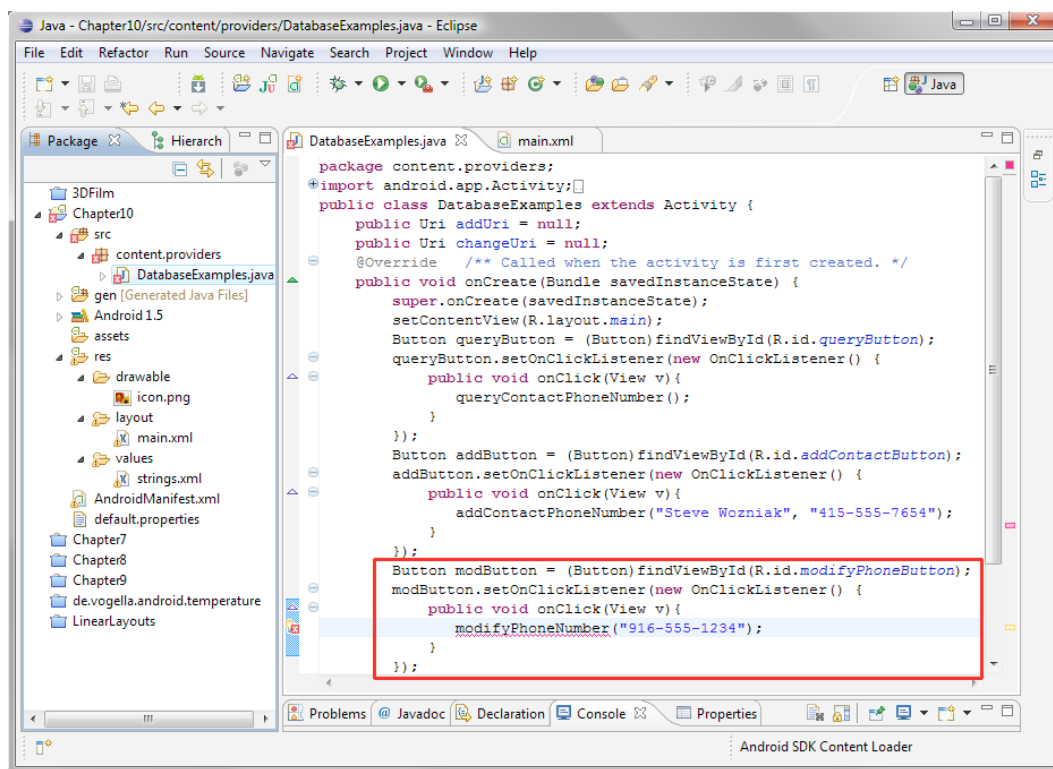 Java - Chapter10/src/content/providers/DatabaseExamples.java - Eclipse
File Edit Refactor Run Source Navigate Search Project Window Help
Java
Package Hierarch
DatabaseExamples.java main.xml
3DFilm
Chapter10
src
content.providers
DatabaseExamples.java
gen [Generated Java Files]
Android 1.5
assets
res
drawable
icon.png
layout
main.xml
values
strings.xml
AndroidManifest.xml
default.properties
Chapter7
Chapter8
Chapter9
de.vogella.android.temperature
LinearLayouts
package content.providers;
import android.app.Activity;
public class DatabaseExamples extends Activity {
public Uri addUri = null;
public Uri changeUri = null;
@Override /** Called when the activity is first created. */
public void onCreate(Bundle savedInstanceState) {
super.onCreate(savedInstanceState);
setContentView(R.layout.main);
Button queryButton = (Button)findViewById(R.id.queryButton);
queryButton.setOnClickListener(new OnClickListener() {
public void onClick(View v){
queryContactPhoneNumber();
}
});
Button addButton = (Button)findViewById(R.id.addContactButton);
addButton.setOnClickListener(new OnClickListener() {
public void onClick(View v){
addContactPhoneNumber("Steve Wozniak", "415-555-7654");
}
});
Button modButton = (Button)findViewById(R.id.modifyPhoneButton);
modButton.setOnClickListener(new OnClickListener() {
public void onClick(View v){
modifyPhoneNumber("916-555-1234");
}
});
Problems @ Javadoc Declaration Console Properties
Android SDK Content Loader